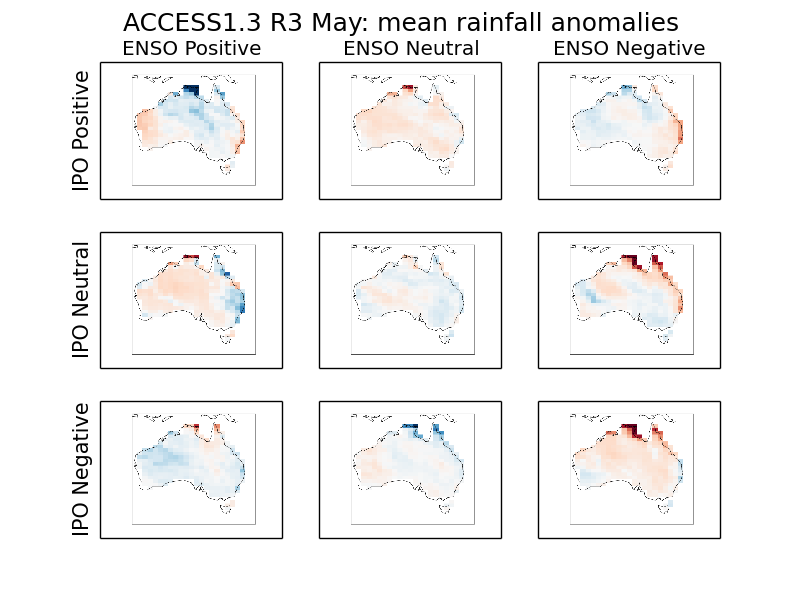 ACCESS1.3 R3 May: mean rainfall anomalies
ENSO Positive
ENSO Neutral
ENSO Negative
IPO Positive
IPO Neutral
IPO Negative